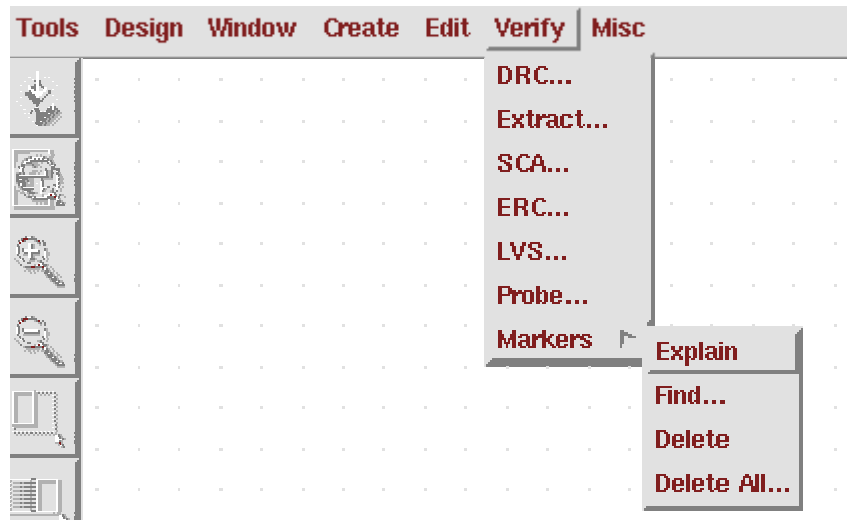 Tools Design Window Create Edit Verify Misc
DRC...
Extract...
SCA...
ERC...
LVS...
Probe...
Markers
Explain
Find...
Delete
Delete All...